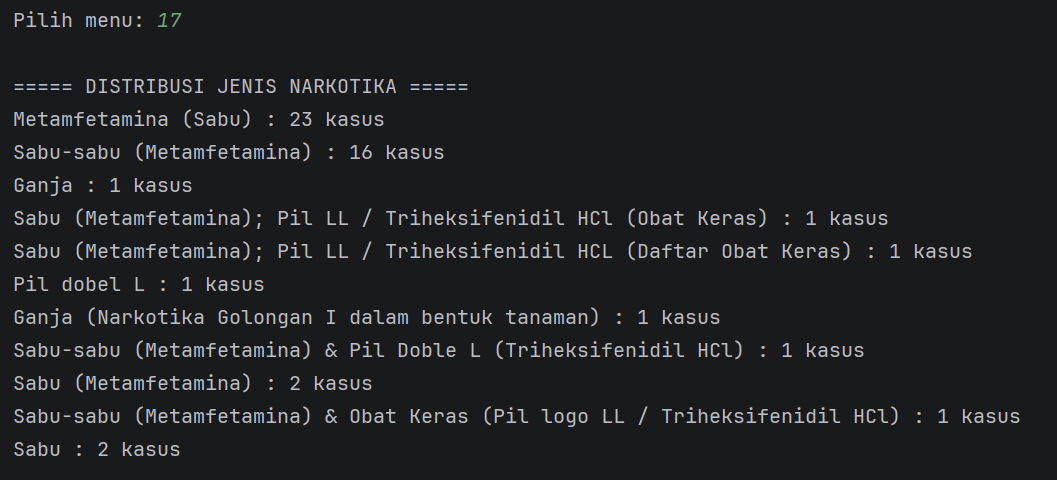 Pilih menu: 17
===== DISTRIBUSI JENIS NARKOTIKA =====
Metamfetamina (Sabu) : 23 kasus
Sabu-sabu (Metamfetamina) : 16 kasus
Ganja : 1 kasus
Sabu (Metamfetamina); Pil LL / Triheksifenidil HCl (Obat Keras) : 1 kasus
Sabu (Metamfetamina); Pil LL / Triheksifenidil HCL (Daftar Obat Keras) : 1 kasus
Pil dobel L : 1 kasus
Ganja (Narkotika Golongan I dalam bentuk tanaman) : 1 kasus
Sabu-sabu (Metamfetamina) & Pil Doble L (Triheksifenidil HCl) : 1 kasus
Sabu (Metamfetamina) : 2 kasus
Sabu-sabu (Metamfetamina) & Obat Keras (Pil logo LL / Triheksifenidil HCl) : 1 kasus
Sabu : 2 kasus